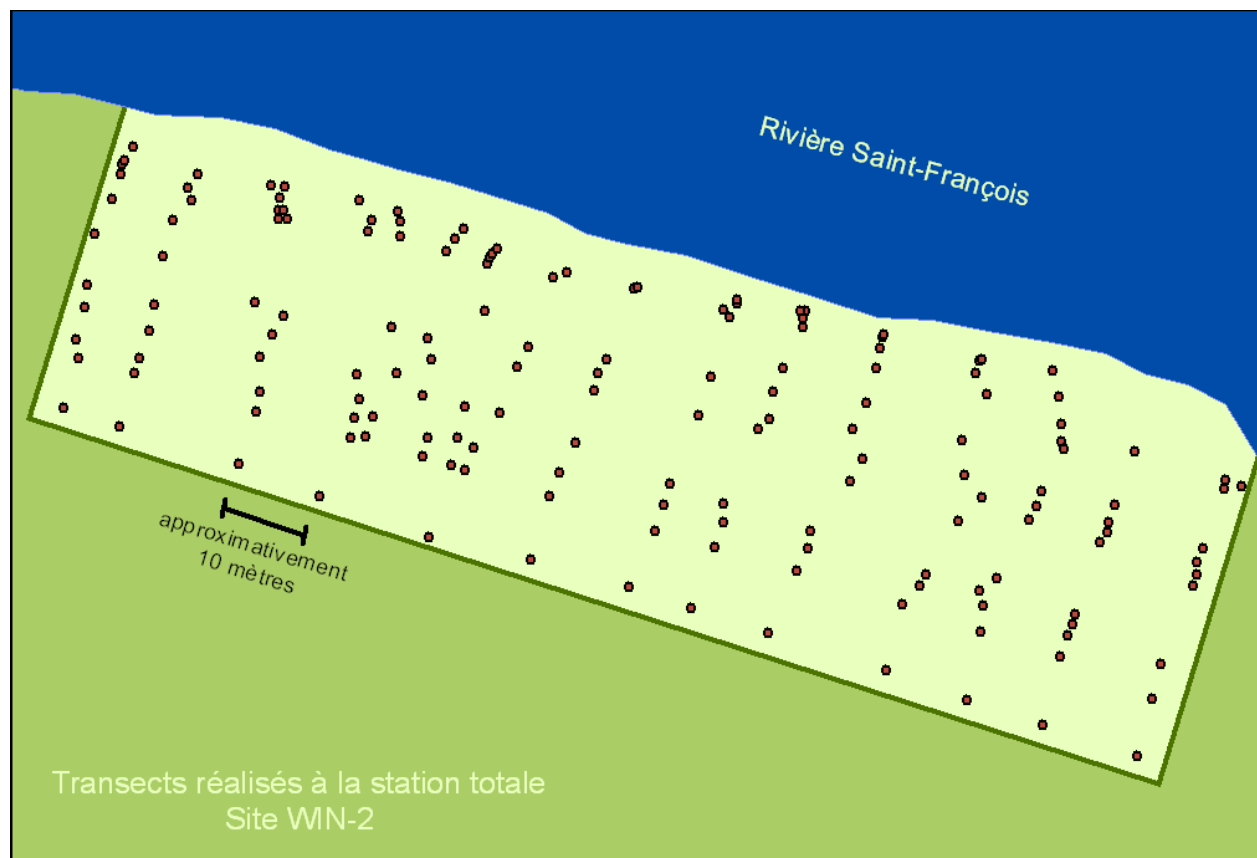 Rivière Saint-François
approximativement
10 mètres
Transects réalisés à la station totale
Site WIN-2